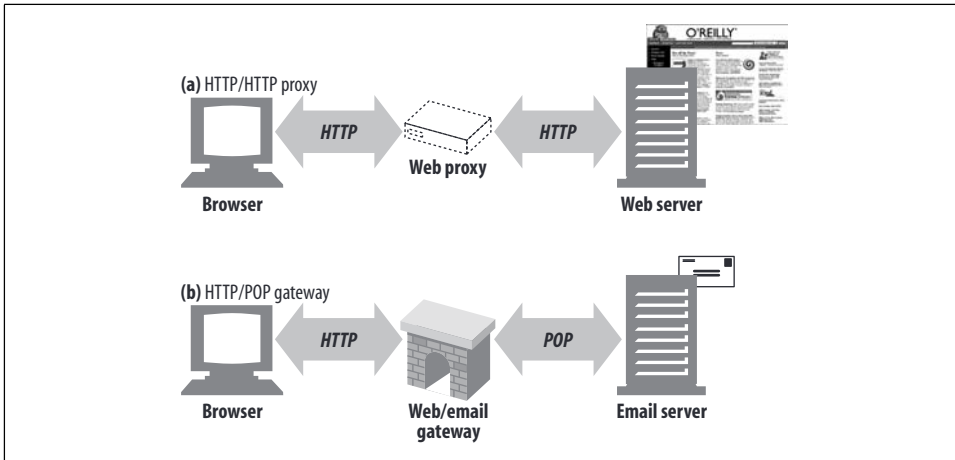 O'REILLY
(a) HTTP/HTTP proxy
HTTP
HTTP
Web proxy
Browser
Web server
(b) HTTP/POP gateway
HTTP
POP
Browser
Web/email
gateway
Email server